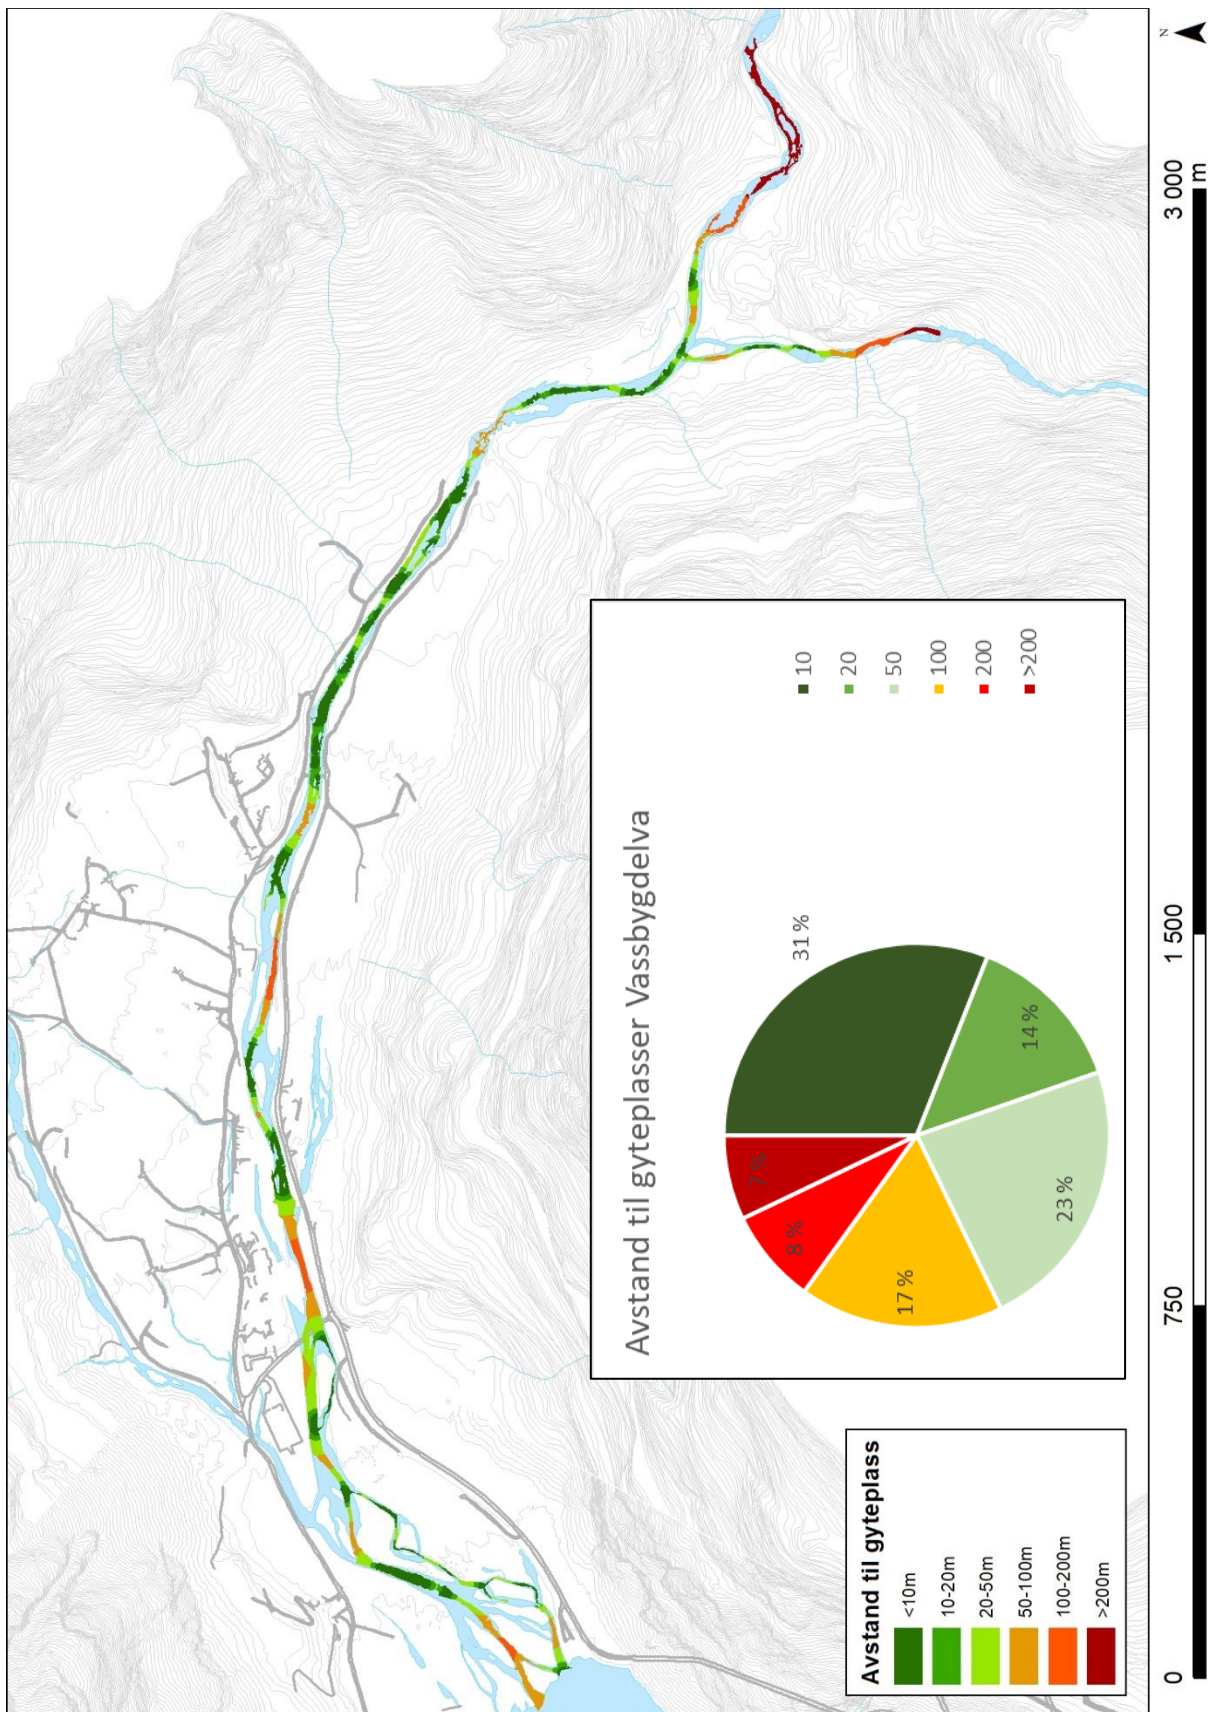 Avstand til gyteplass
<10m
10-20m
20-50m
50-100m
100-200m
>200m
Avstand til gyteplasser Vassbygdelva
31 %
14 %
23 %
17 %
8 %
7 %
10
20
50
100
200
>200
0
750
1 500
3 000
m
N